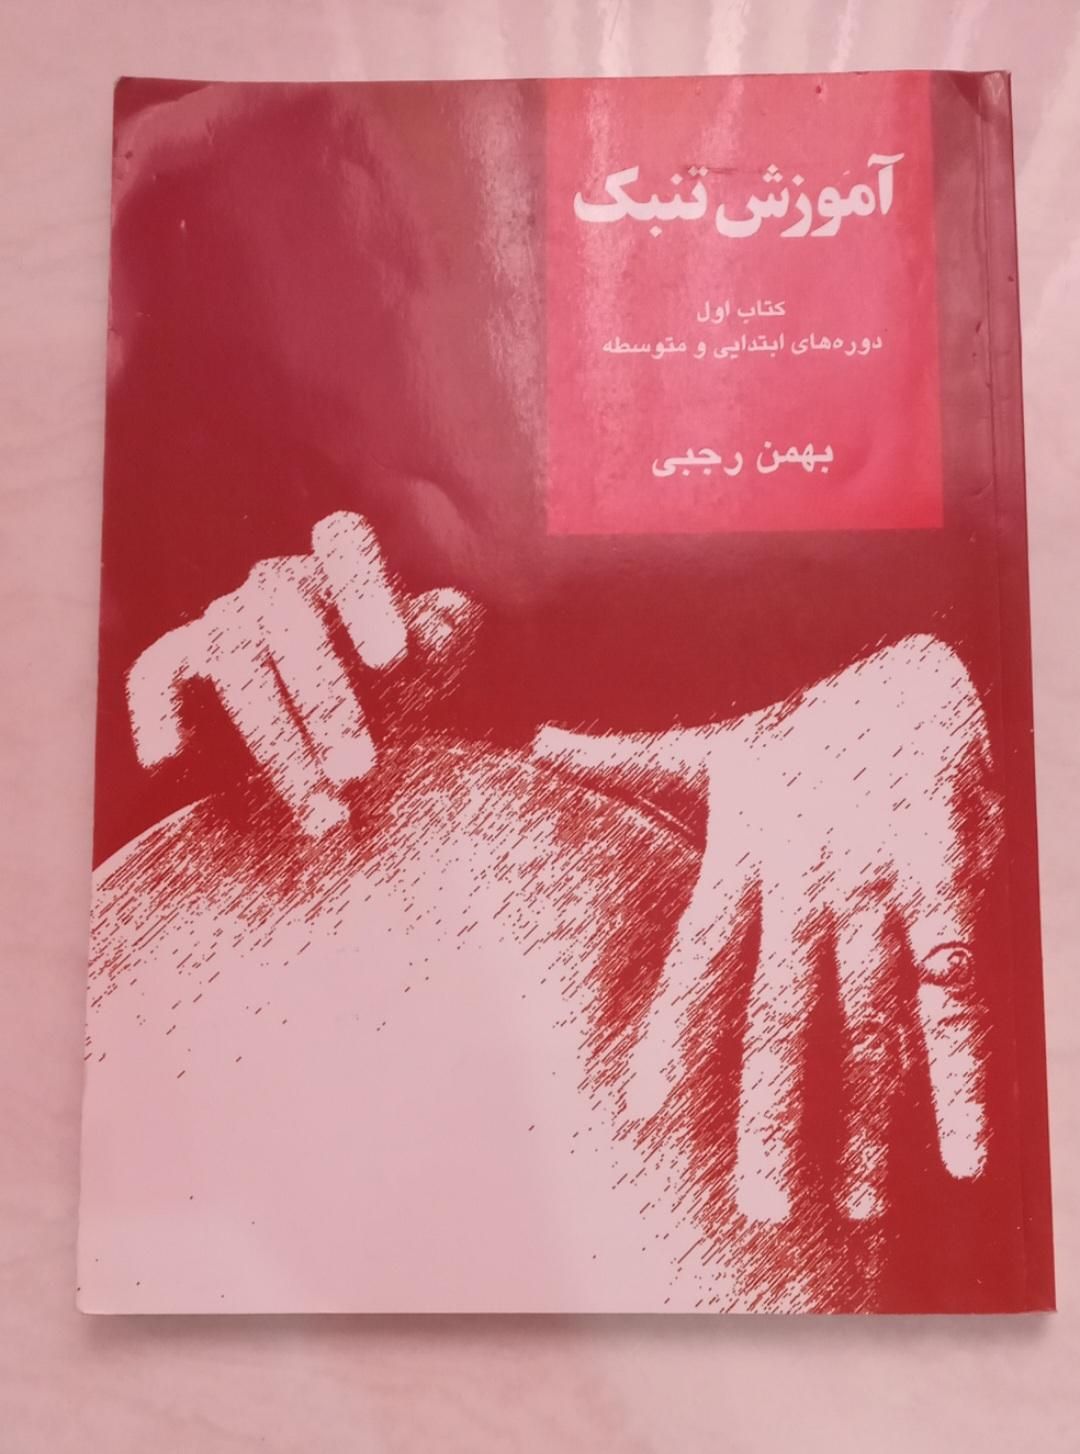 آموزش تنبک
کتاب اول
دوره‌های ابتدایی و متوسطه
بهمن رجبی